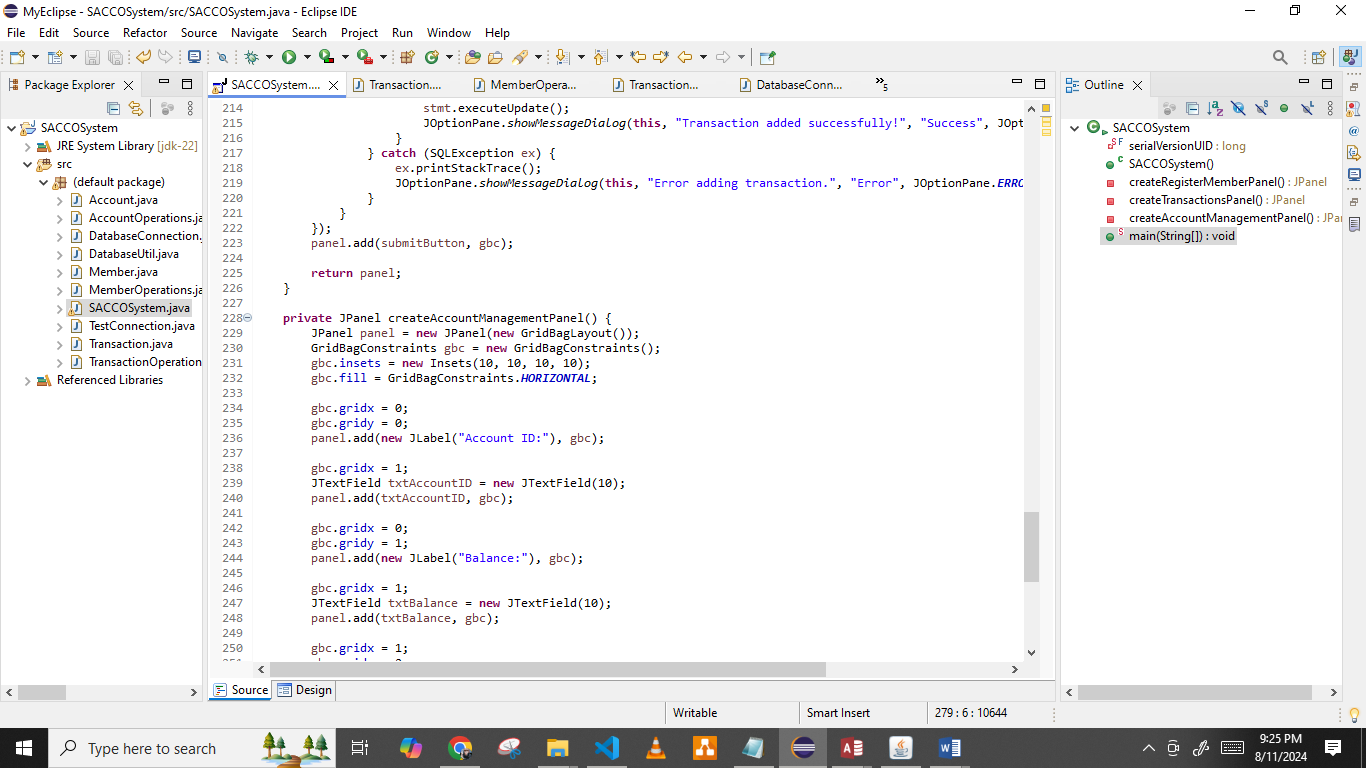 MyEclipse - SACCOSystem/src/SACCOSystem.java - Eclipse IDE
File Edit Source Refactor Source Navigate Search Project Run Window Help
Package Explorer
SACCOSystem
JRE System Library [jdk-22]
src
(default package)
Account.java
AccountOperations.ja
DatabaseConnection.
DatabaseUtil.java
Member.java
MemberOperations.ja
SACCOSystem.java
TestConnection.java
Transaction.java
TransactionOperation
Referenced Libraries
SACCOSystem.... Transaction.... MemberOpera... Transaction... DatabaseConn... »5
214 stmt.executeUpdate();
215 JOptionPane.showMessageDialog(this, "Transaction added successfully!", "Success", JOpt
216 }
217 } catch (SQLException ex) {
218 ex.printStackTrace();
219 JOptionPane.showMessageDialog(this, "Error adding transaction.", "Error", JOptionPane.ERRO
220 }
221 }
222 });
223 panel.add(submitButton, gbc);
224
225 return panel;
226 }
227
228 private JPanel createAccountManagementPanel() {
229 JPanel panel = new JPanel(new GridBagLayout());
230 GridBagConstraints gbc = new GridBagConstraints();
231 gbc.insets = new Insets(10, 10, 10, 10);
232 gbc.fill = GridBagConstraints.HORIZONTAL;
233
234 gbc.gridx = 0;
235 gbc.gridy = 0;
236 panel.add(new JLabel("Account ID:"), gbc);
237
238 gbc.gridx = 1;
239 JTextField txtAccountID = new JTextField(10);
240 panel.add(txtAccountID, gbc);
241
242 gbc.gridx = 0;
243 gbc.gridy = 1;
244 panel.add(new JLabel("Balance:"), gbc);
245
246 gbc.gridx = 1;
247 JTextField txtBalance = new JTextField(10);
248 panel.add(txtBalance, gbc);
249
250 gbc.gridx = 1;
Source Design
Outline
SACCOSystem
serialVersionUID : long
SACCOSystem()
createRegisterMemberPanel() : JPanel
createTransactionsPanel() : JPanel
createAccountManagementPanel() : JPa
main(String[]) : void
Writable Smart Insert 279 : 6 : 10644
Type here to search
9:25 PM
8/11/2024